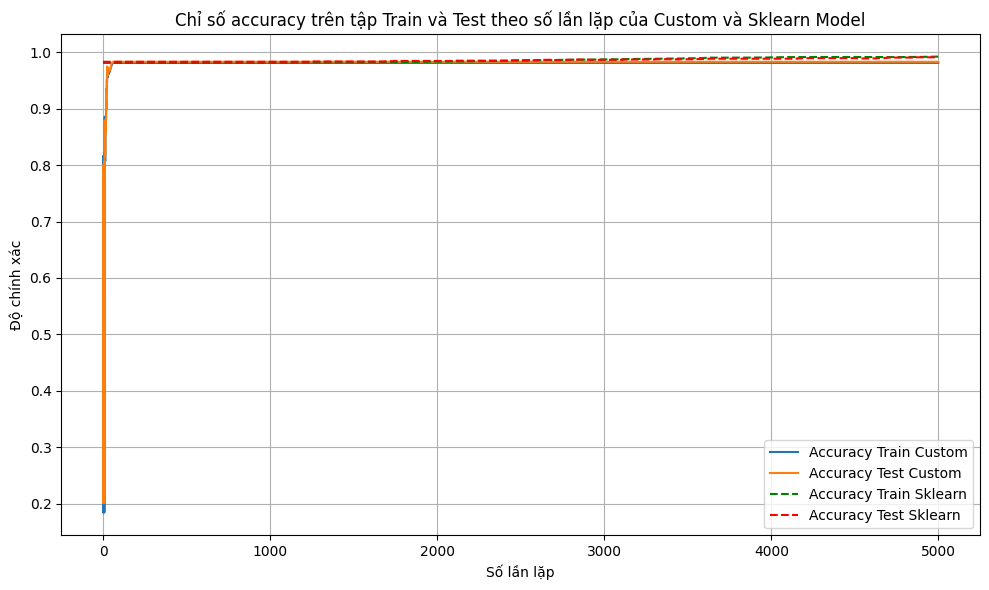 Chỉ số accuracy trên tập Train và Test theo số lần lặp của Custom và Sklearn Model
Độ chính xác
1.0
0.9
0.8
0.7
0.6
0.5
0.4
0.3
0.2
0 1000 2000 3000 4000 5000
Số lần lặp
Accuracy Train Custom
Accuracy Test Custom
Accuracy Train Sklearn
Accuracy Test Sklearn